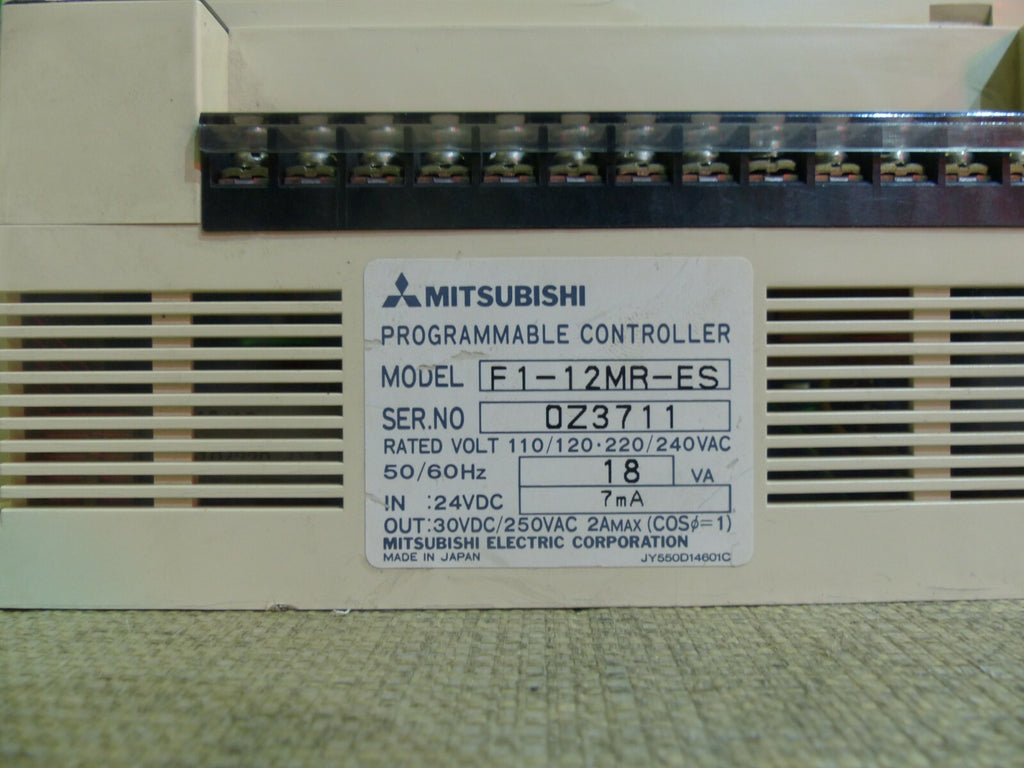 MITSUBISHI
PROGRAMMABLE CONTROLLER
MODEL F1-12MR-ES
SER.NO 0Z3711
RATED VOLT 110/120·220/240VAC
50/60Hz 18 VA
IN :24VDC 7mA
OUT:30VDC/250VAC 2AMAX (COSφ=1)
MITSUBISHI ELECTRIC CORPORATION
MADE IN JAPAN JY550D14601C